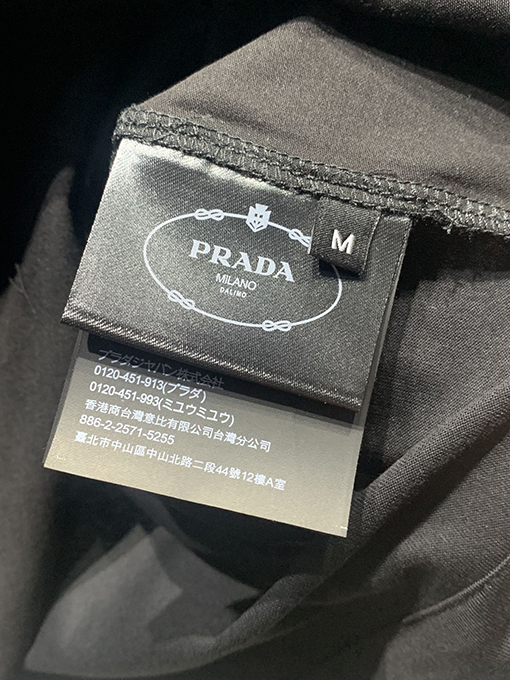 PRADA
MILANO
DALIMO
M
プラダジャパン株式会社
0120-451-913(プラダ)
0120-451-993(ミユウミユウ)
香港商台灣意比有限公司台灣分公司
886-2-2571-5255
臺北市中山區中山北路二段44號12樓A室